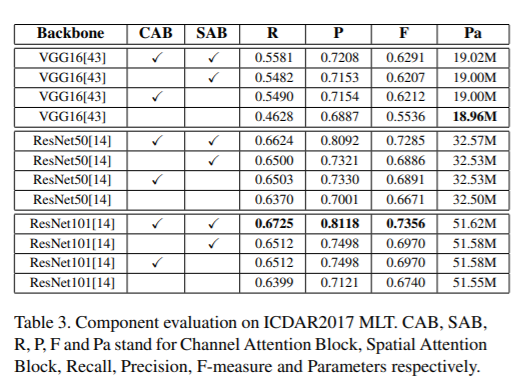 Backbone CAB SAB R P F Pa
VGG16[43] ✓ ✓ 0.5581 0.7208 0.6291 19.02M
VGG16[43] ✓ 0.5482 0.7153 0.6207 19.00M
VGG16[43] ✓ 0.5490 0.7154 0.6212 19.00M
VGG16[43] 0.4628 0.6887 0.5536 18.96M
ResNet50[14] ✓ ✓ 0.6624 0.8092 0.7285 32.57M
ResNet50[14] ✓ 0.6500 0.7321 0.6886 32.53M
ResNet50[14] ✓ 0.6503 0.7330 0.6891 32.53M
ResNet50[14] 0.6370 0.7001 0.6671 32.50M
ResNet101[14] ✓ ✓ 0.6725 0.8118 0.7356 51.62M
ResNet101[14] ✓ 0.6512 0.7498 0.6970 51.58M
ResNet101[14] ✓ 0.6512 0.7498 0.6970 51.58M
ResNet101[14] 0.6399 0.7121 0.6740 51.55M
Table 3. Component evaluation on ICDAR2017 MLT. CAB, SAB,
R, P, F and Pa stand for Channel Attention Block, Spatial Attention
Block, Recall, Precision, F-measure and Parameters respectively.